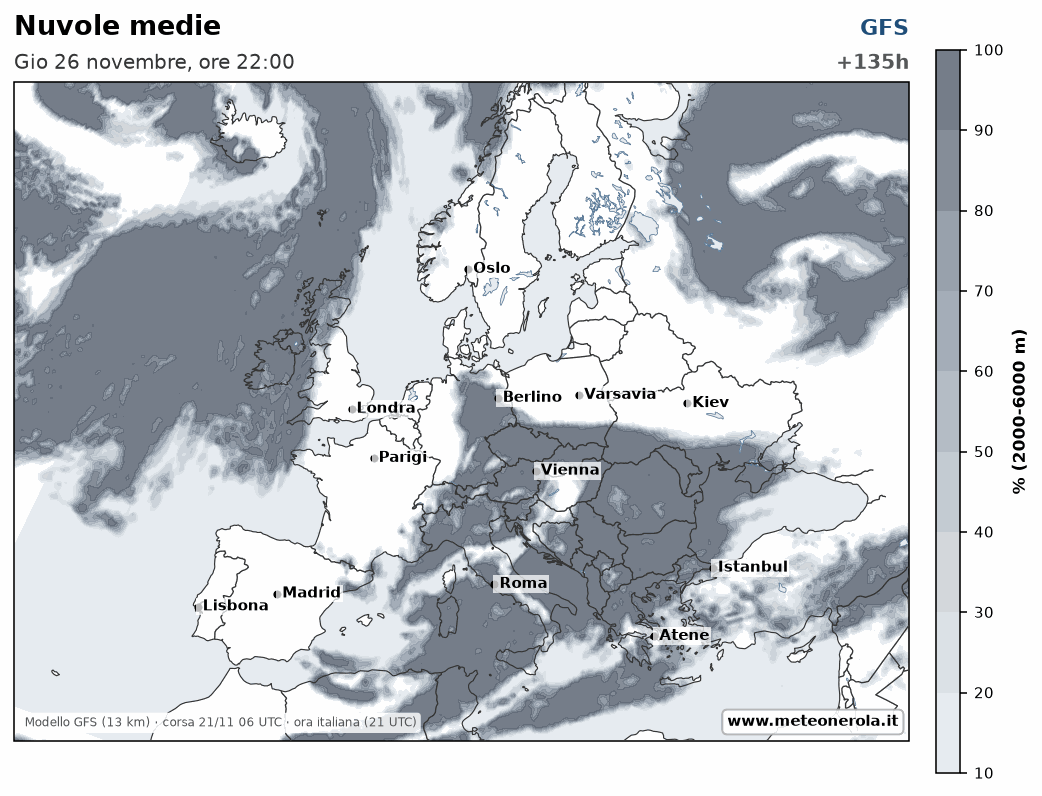 Nuvole medie
GFS
Gio 26 novembre, ore 22:00
+135h
100
90
80
70
60
50
40
30
20
10
% (2000-6000 m)
Oslo
Berlino
Varsavia
Kiev
Londra
Parigi
Vienna
Istanbul
Roma
Madrid
Lisbona
Atene
Modello GFS (13 km) · corsa 21/11 06 UTC · ora italiana (21 UTC)
www.meteonerola.it